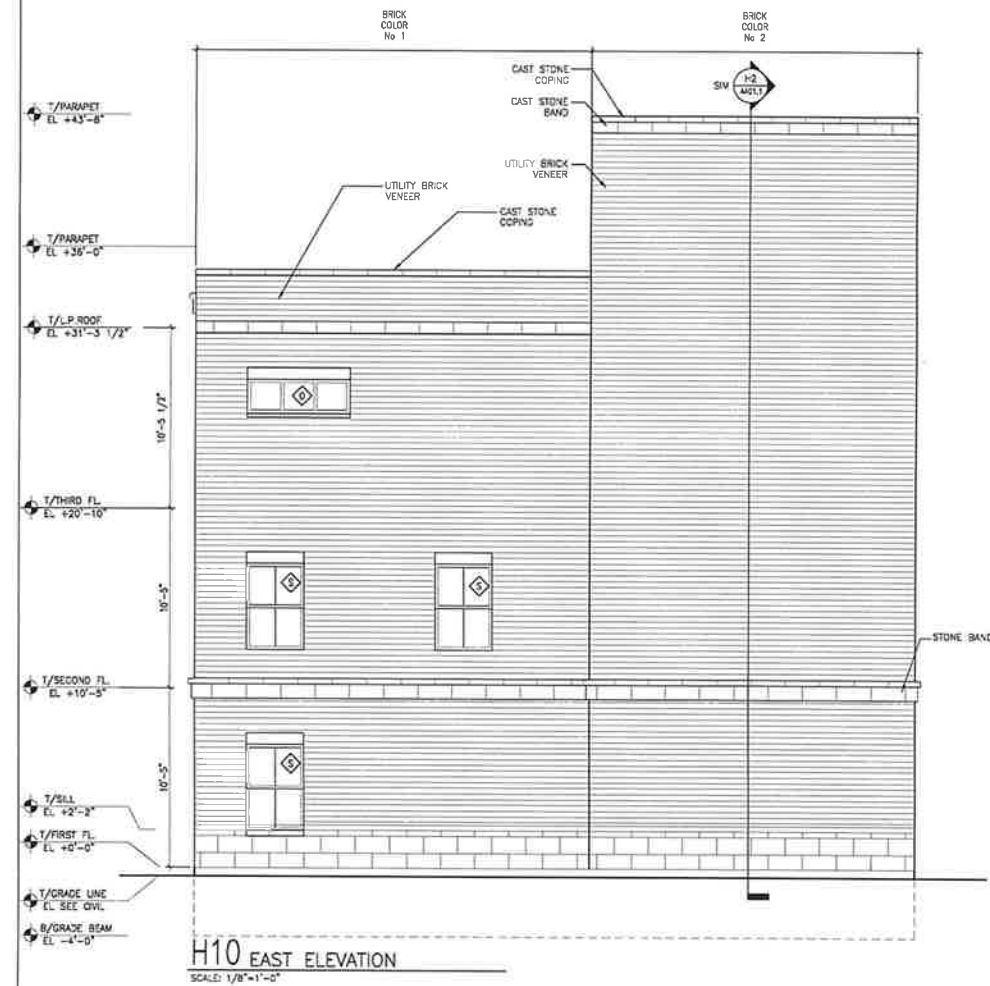 BRICK
COLOR
No 1
BRICK
COLOR
No 2
CAST STONE
COPING
SIM
H2
A401.1
CAST STONE
BAND
T/PARAPET
EL +43'-8"
UTILITY BRICK
VENEER
UTILITY BRICK
VENEER
CAST STONE
COPING
T/PARAPET
EL +36'-0"
T/L.P.ROOF
EL +31'-3 1/2"
O
10'-5 1/2"
T/THIRD FL.
EL +20'-10"
S
S
10'-5"
STONE BAND
T/SECOND FL.
EL +10'-5"
S
10'-5"
T/SILL
EL +2'-2"
T/FIRST FL.
EL +0'-0"
T/GRADE LINE
EL SEE CIVIL
B/GRADE BEAM
EL -4'-0"
H10 EAST ELEVATION
SCALE: 1/8"=1'-0"